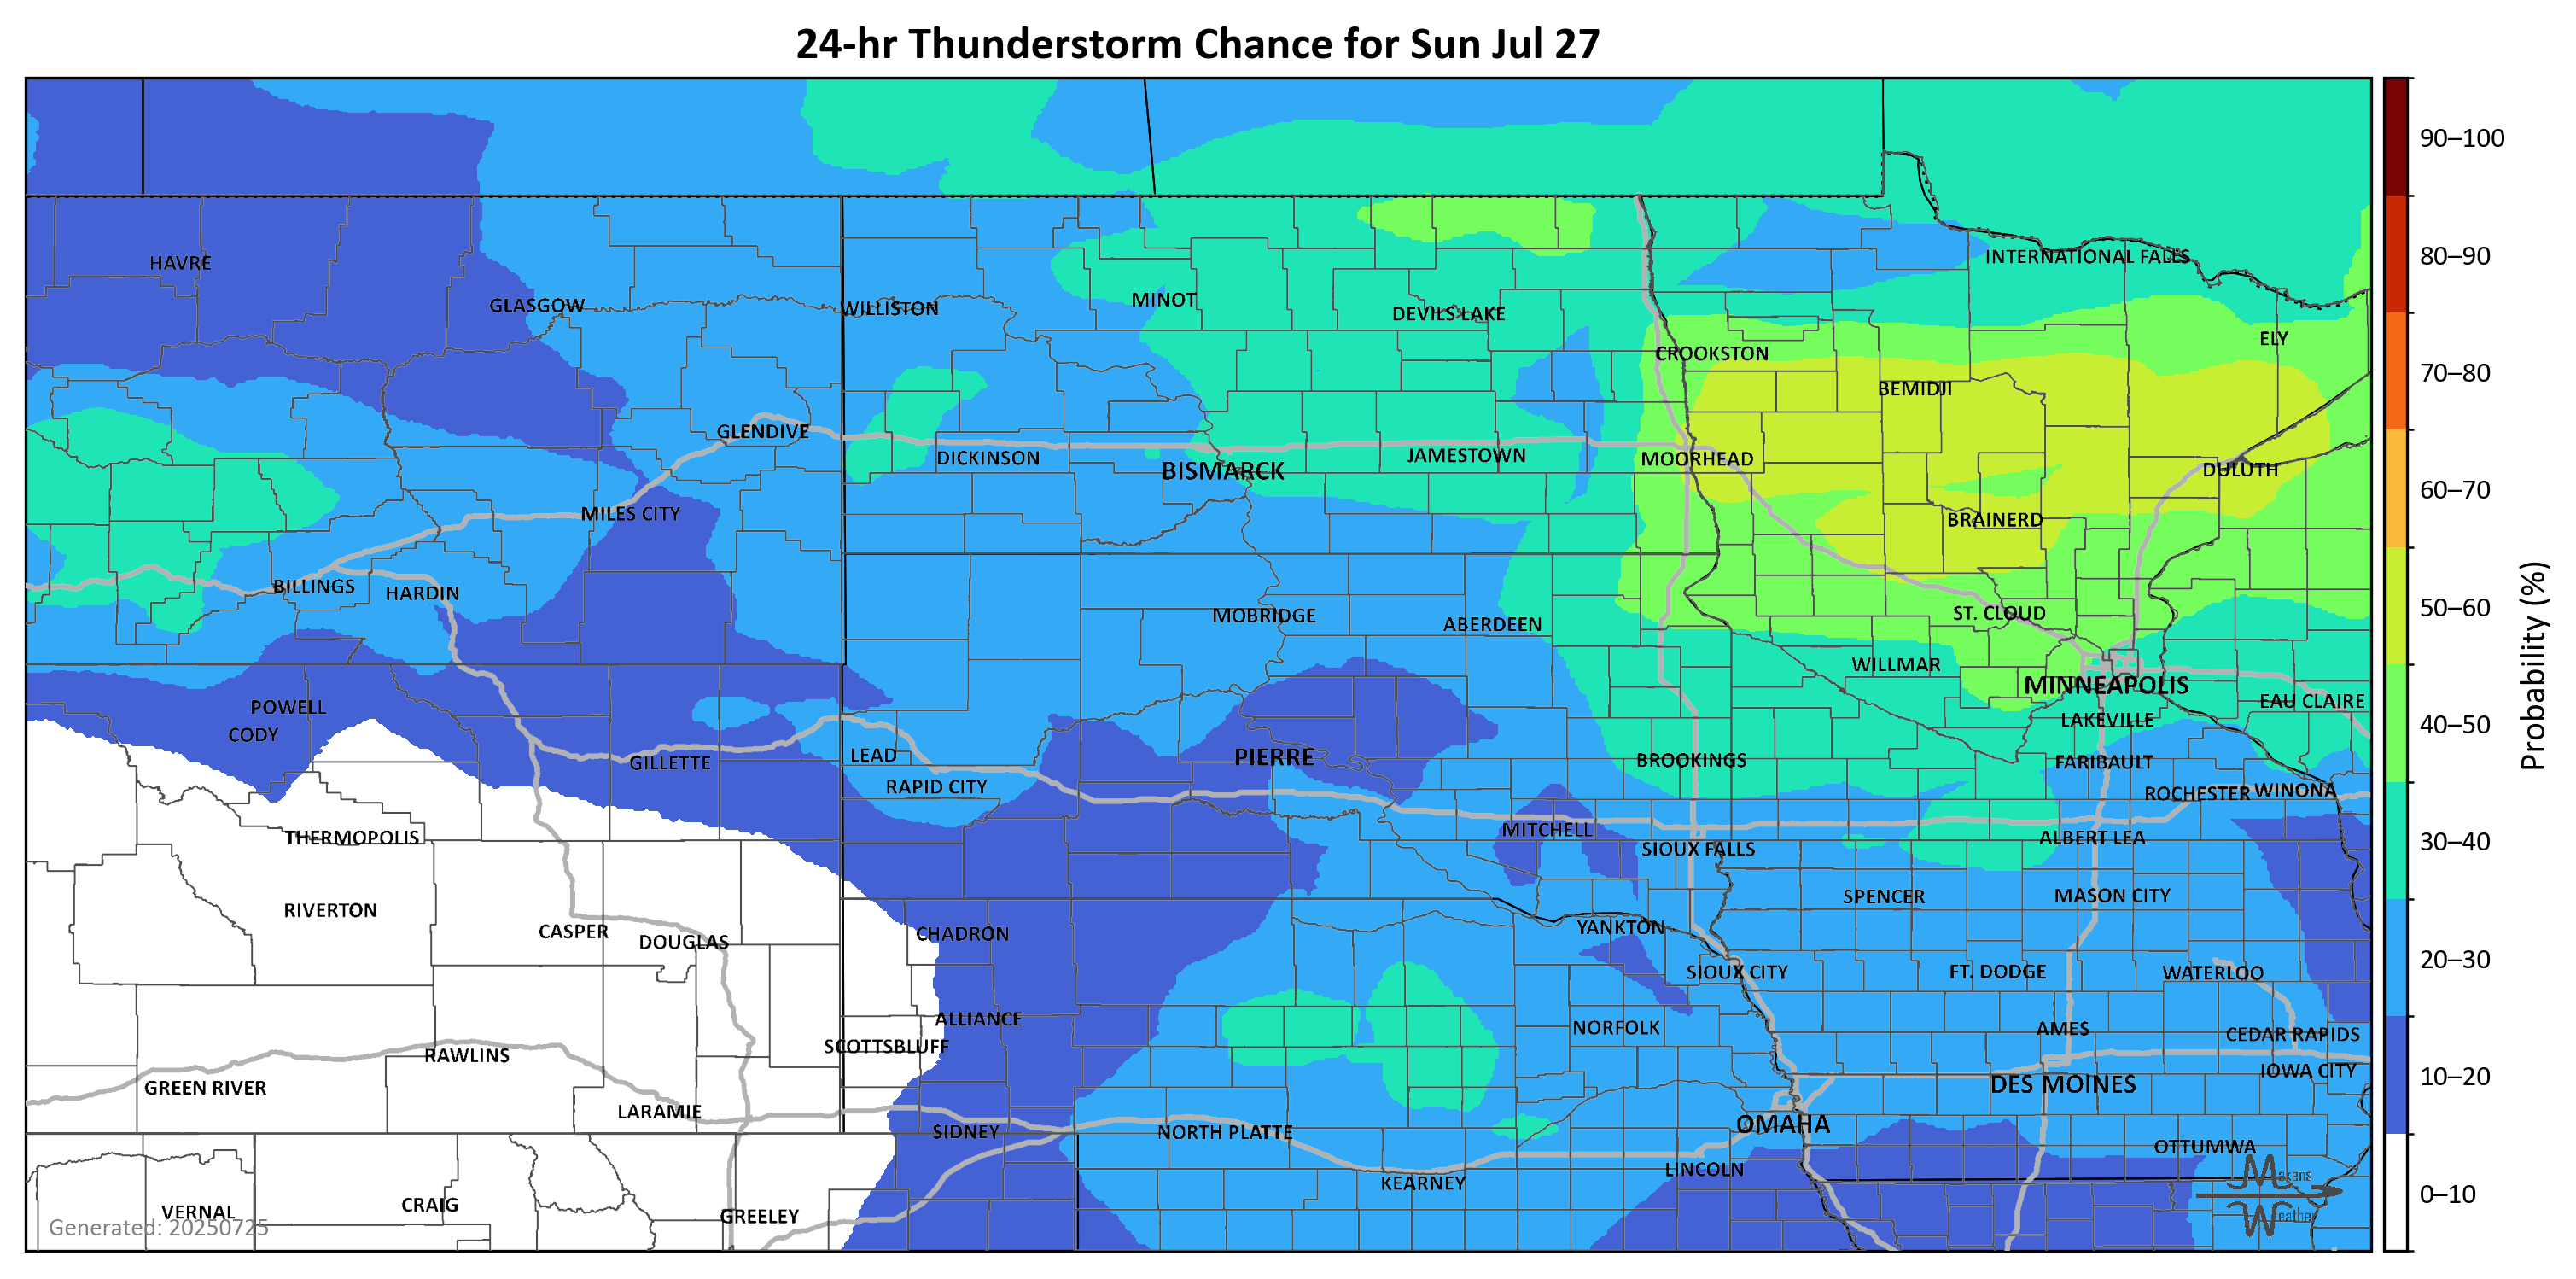 24-hr Thunderstorm Chance for Sun Jul 27
90–100
HAVRE
INTERNATIONAL FALLS
80–90
GLASGOW
WILLISTON
MINOT
DEVILS LAKE
ELY
CROOKSTON
70–80
BEMIDJI
GLENDIVE
DICKINSON
BISMARCK
JAMESTOWN
MOORHEAD
DULUTH
60–70
MILES CITY
BRAINERD
BILLINGS
HARDIN
MOBRIDGE
ABERDEEN
ST. CLOUD
50–60
WILLMAR
MINNEAPOLIS
EAU CLAIRE
Probability (%)
POWELL
CODY
LAKEVILLE
40–50
GILLETTE
LEAD
PIERRE
BROOKINGS
FARIBAULT
RAPID CITY
ROCHESTER
WINONA
THERMOPOLIS
MITCHELL
SIOUX FALLS
ALBERT LEA
30–40
RIVERTON
CASPER
DOUGLAS
CHADRON
YANKTON
SPENCER
MASON CITY
20–30
SIOUX CITY
FT. DODGE
WATERLOO
ALLIANCE
NORFOLK
AMES
CEDAR RAPIDS
SCOTTSBLUFF
RAWLINS
GREEN RIVER
DES MOINES
IOWA CITY
10–20
LARAMIE
SIDNEY
NORTH PLATTE
OMAHA
OTTUMWA
KEARNEY
LINCOLN
0–10
VERNAL
CRAIG
GREELEY
Generated: 20250725
Makens
Weather